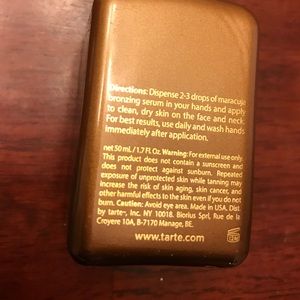 Directions: Dispense 2-3 drops of maracuja
bronzing serum in your hands and apply
to clean, dry skin on the face and neck.
For best results, use daily and wash hands
immediately after application.
net 50 mL/1.7 Fl. Oz. Warning: For external use only.
This product does not contain a sunscreen and
does not protect against sunburn. Repeated
exposure of unprotected skin while tanning may
increase the risk of skin aging, skin cancer, and
other harmful effects to the skin even if you do not
burn. Caution: Avoid eye area. Made in USA. Dist.
by tarte™, Inc. NY 10018. Biorius Sprl, Rue de la
Croyere 10A, B-7170 Manage, BE.
www.tarte.com